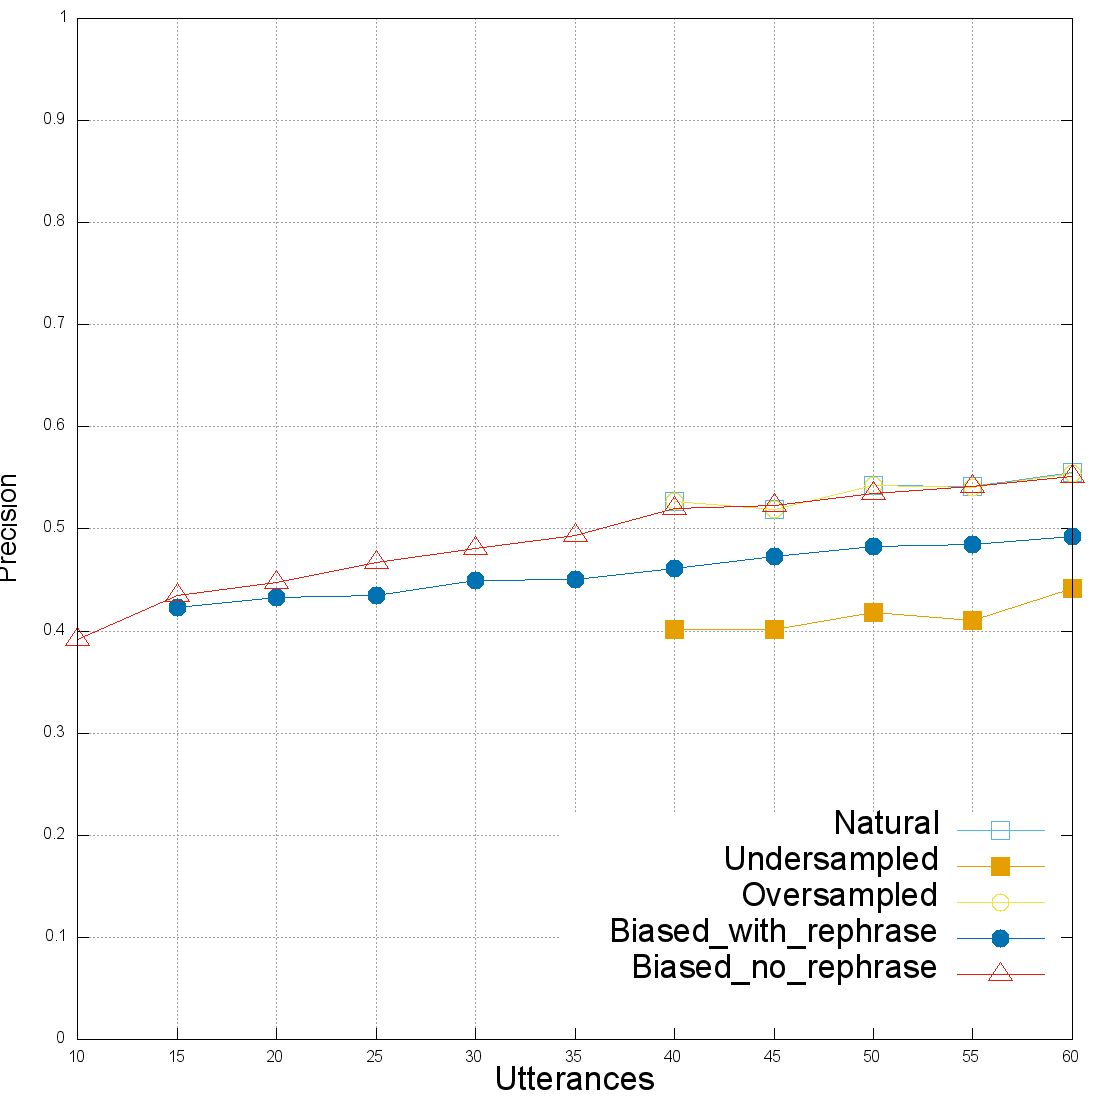 1
0.9
0.8
0.7
0.6
0.5
0.4
0.3
0.2
0.1
0
Precision
Natural
Undersampled
Oversampled
Biased_with_rephrase
Biased_no_rephrase
10 15 20 25 30 35 40 45 50 55 60
Utterances